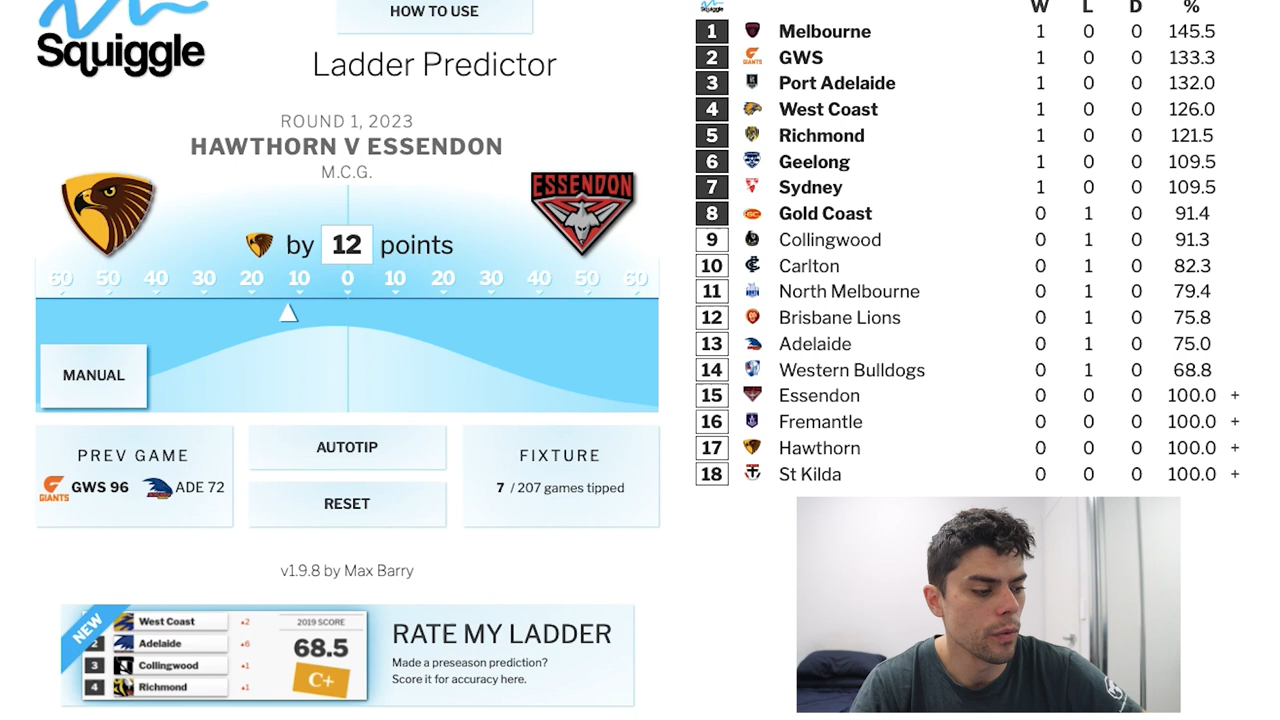 HOW TO USE
Squiggle
Ladder Predictor
ROUND 1, 2023
HAWTHORN V ESSENDON
M.C.G.
ESSENDON
by 12 points
60 50 40 30 20 10 0 10 20 30 40 50 60
MANUAL
PREV GAME
GIANTS GWS 96 ADE 72
AUTOTIP
RESET
FIXTURE
7 / 207 games tipped
v1.9.8 by Max Barry
NEW
West Coast ▴2
2 Adelaide ▴6
3 Collingwood ▴1
4 Richmond ▴1
2019 SCORE
68.5
C+
RATE MY LADDER
Made a preseason prediction?
Score it for accuracy here.
Squiggle W L D %
1 Melbourne 1 0 0 145.5
2 GIANTS GWS 1 0 0 133.3
3 Port Adelaide 1 0 0 132.0
4 West Coast 1 0 0 126.0
5 Richmond 1 0 0 121.5
6 Geelong 1 0 0 109.5
7 Sydney 1 0 0 109.5
8 Gold Coast 0 1 0 91.4
9 Collingwood 0 1 0 91.3
10 Carlton 0 1 0 82.3
11 North Melbourne 0 1 0 79.4
12 Brisbane Lions 0 1 0 75.8
13 Adelaide 0 1 0 75.0
14 Western Bulldogs 0 1 0 68.8
15 Essendon 0 0 0 100.0 +
16 Fremantle 0 0 0 100.0 +
17 Hawthorn 0 0 0 100.0 +
18 St Kilda 0 0 0 100.0 +